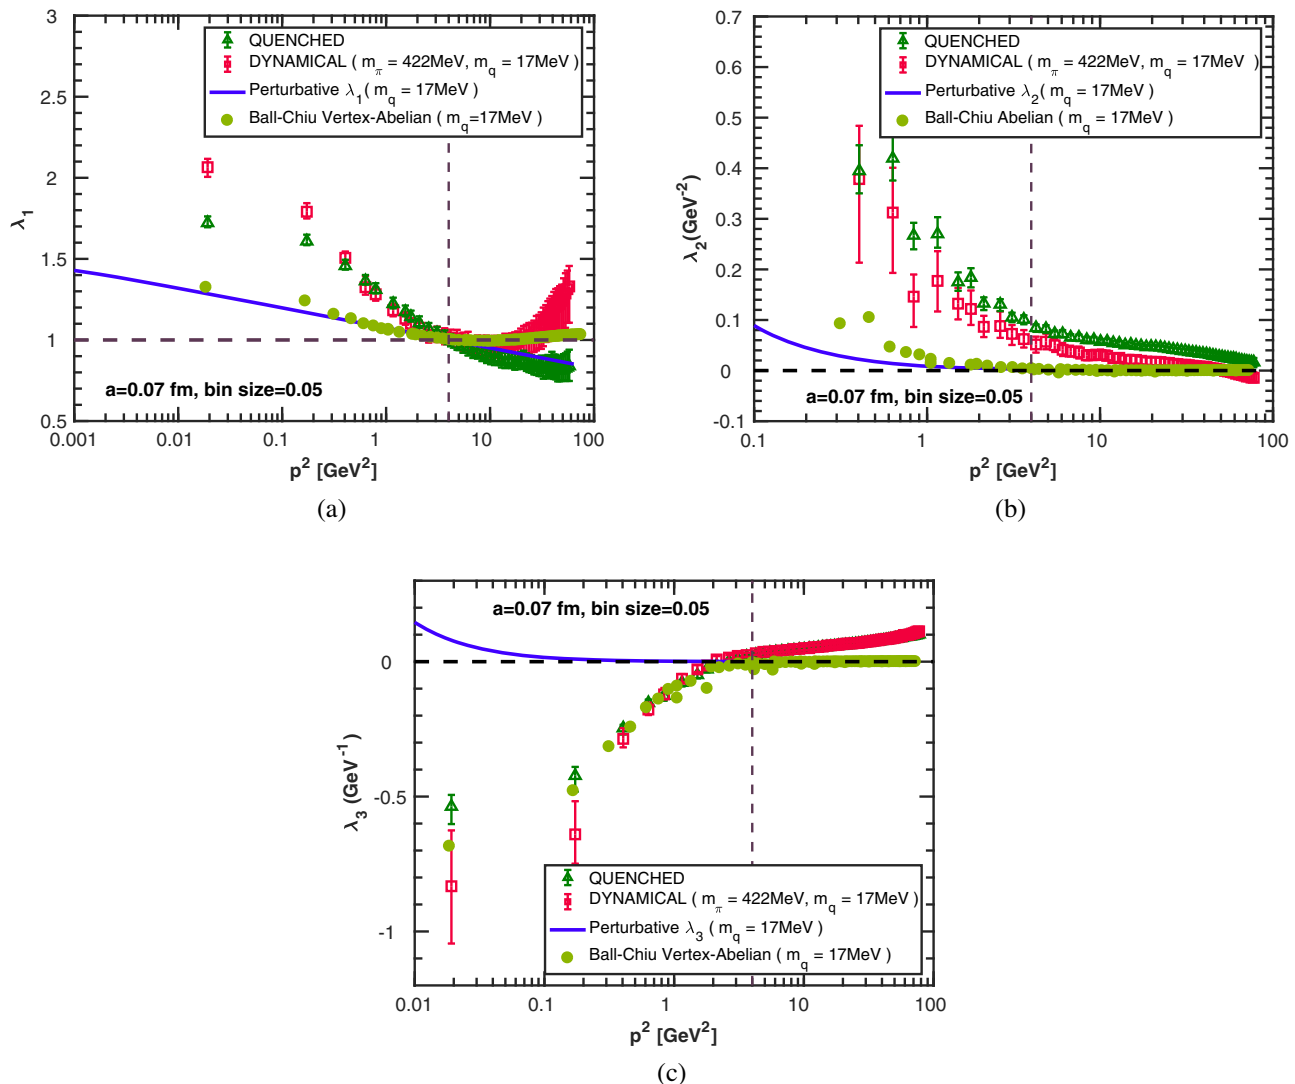 3
2.5
2
1.5
1
0.5
λ1
QUENCHED
DYNAMICAL ( mπ = 422MeV, mq = 17MeV )
Perturbative λ1( mq = 17MeV )
Ball-Chiu Vertex-Abelian ( mq=17MeV )
a=0.07 fm, bin size=0.05
0.001 0.01 0.1 1 10 100
p² [GeV²]
(a)
0.7
0.6
0.5
0.4
0.3
0.2
0.1
0
-0.1
λ2(GeV⁻²)
QUENCHED
DYNAMICAL ( mπ = 422MeV, mq = 17MeV )
Perturbative λ2( mq = 17MeV )
Ball-Chiu Abelian ( mq = 17MeV )
a=0.07 fm, bin size=0.05
0.1 1 10 100
p² [GeV²]
(b)
a=0.07 fm, bin size=0.05
0
-0.5
-1
λ3 (GeV⁻¹)
QUENCHED
DYNAMICAL ( mπ = 422MeV, mq = 17MeV )
Perturbative λ3 ( mq = 17MeV )
Ball-Chiu Vertex-Abelian ( mq = 17MeV )
0.01 0.1 1 10 100
p² [GeV²]
(c)